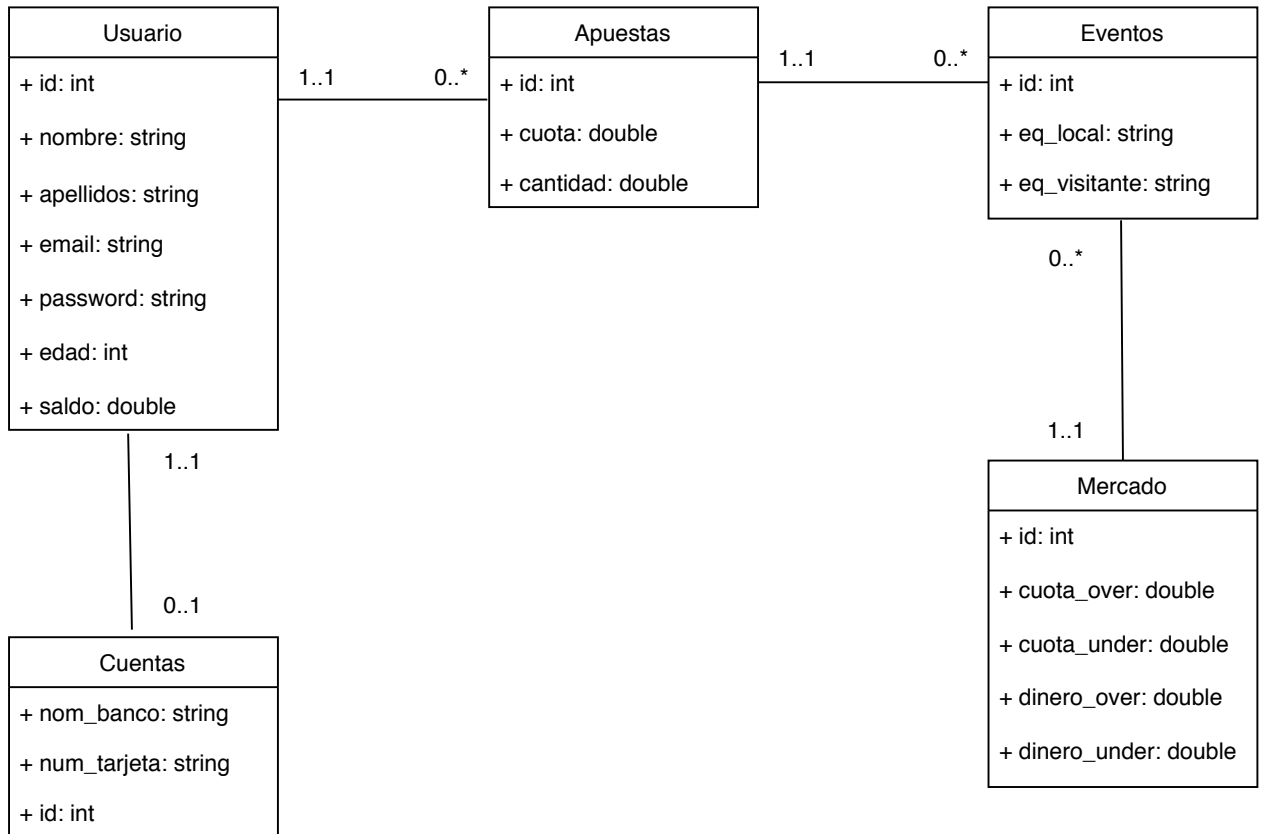 Usuario
+ id: int
+ nombre: string
+ apellidos: string
+ email: string
+ password: string
+ edad: int
+ saldo: double
1..1
0..*
Apuestas
+ id: int
+ cuota: double
+ cantidad: double
1..1
0..*
Eventos
+ id: int
+ eq_local: string
+ eq_visitante: string
0..*
1..1
Mercado
+ id: int
+ cuota_over: double
+ cuota_under: double
+ dinero_over: double
+ dinero_under: double
1..1
0..1
Cuentas
+ nom_banco: string
+ num_tarjeta: string
+ id: int